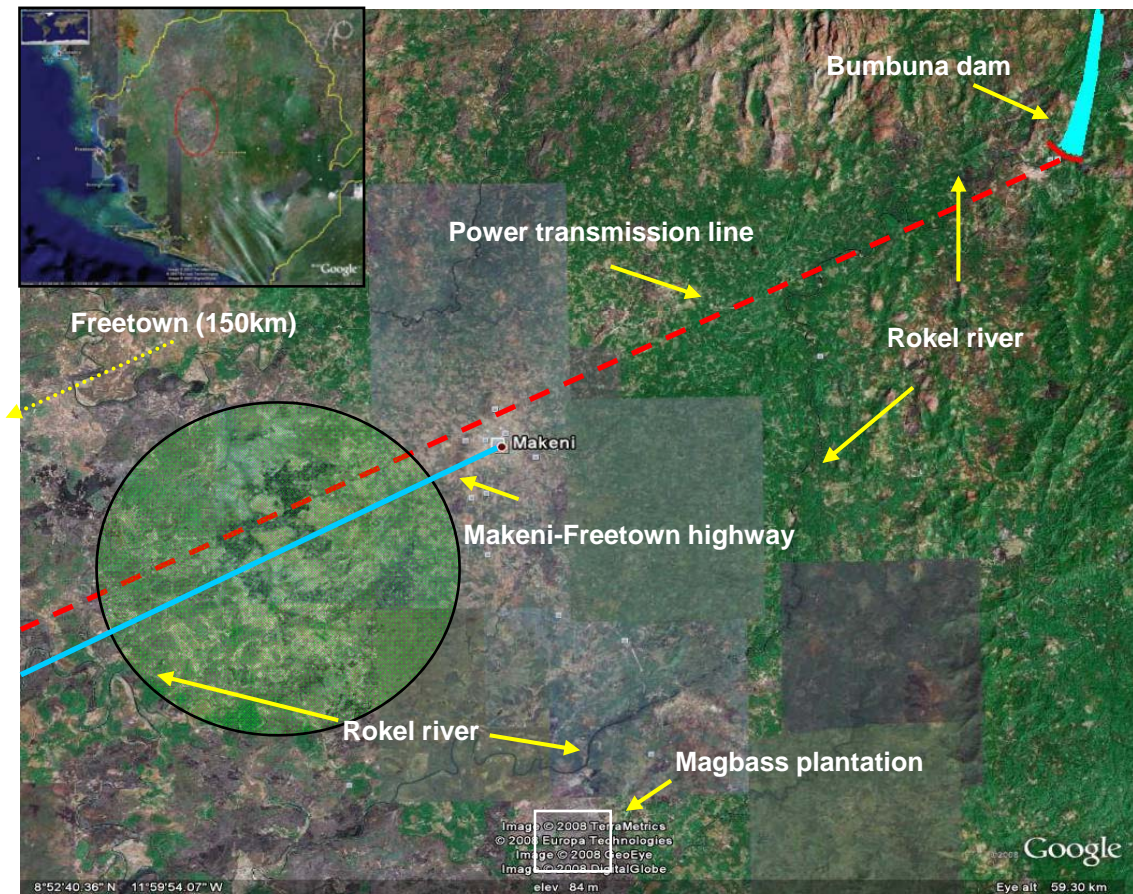 Google
Bumbuna dam
Power transmission line
Freetown (150km)
Rokel river
Makeni
Makeni-Freetown highway
Rokel river
Magbass plantation
Image © 2008 TerraMetrics
© 2008 Europa Technologies
Image © 2008 GeoEye
Image © 2008 DigitalGlobe
©2008 Google
8°52'40.36" N 11°59'54.07" W elev 84 m Eye alt 59.30 km